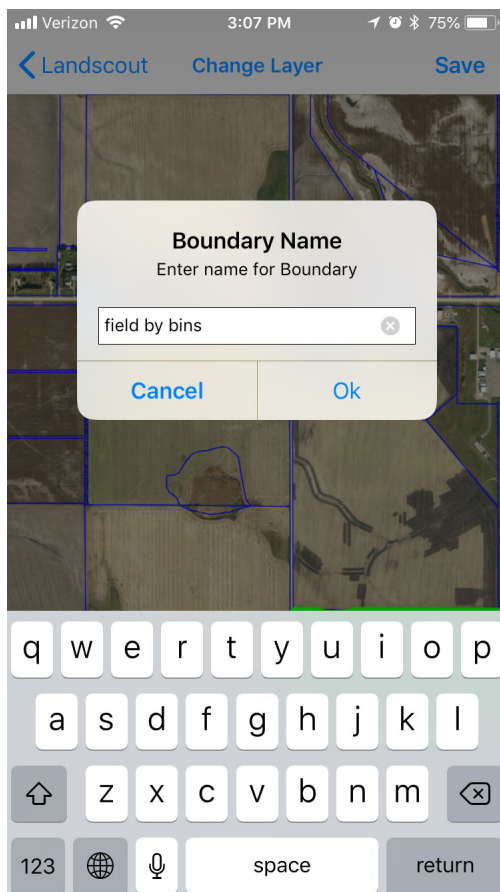 Verizon 3:07 PM 75%
Landscout Change Layer Save
Boundary Name
Enter name for Boundary
field by bins
Cancel Ok
q w e r t y u i o p
a s d f g h j k l
z x c v b n m
123 space return